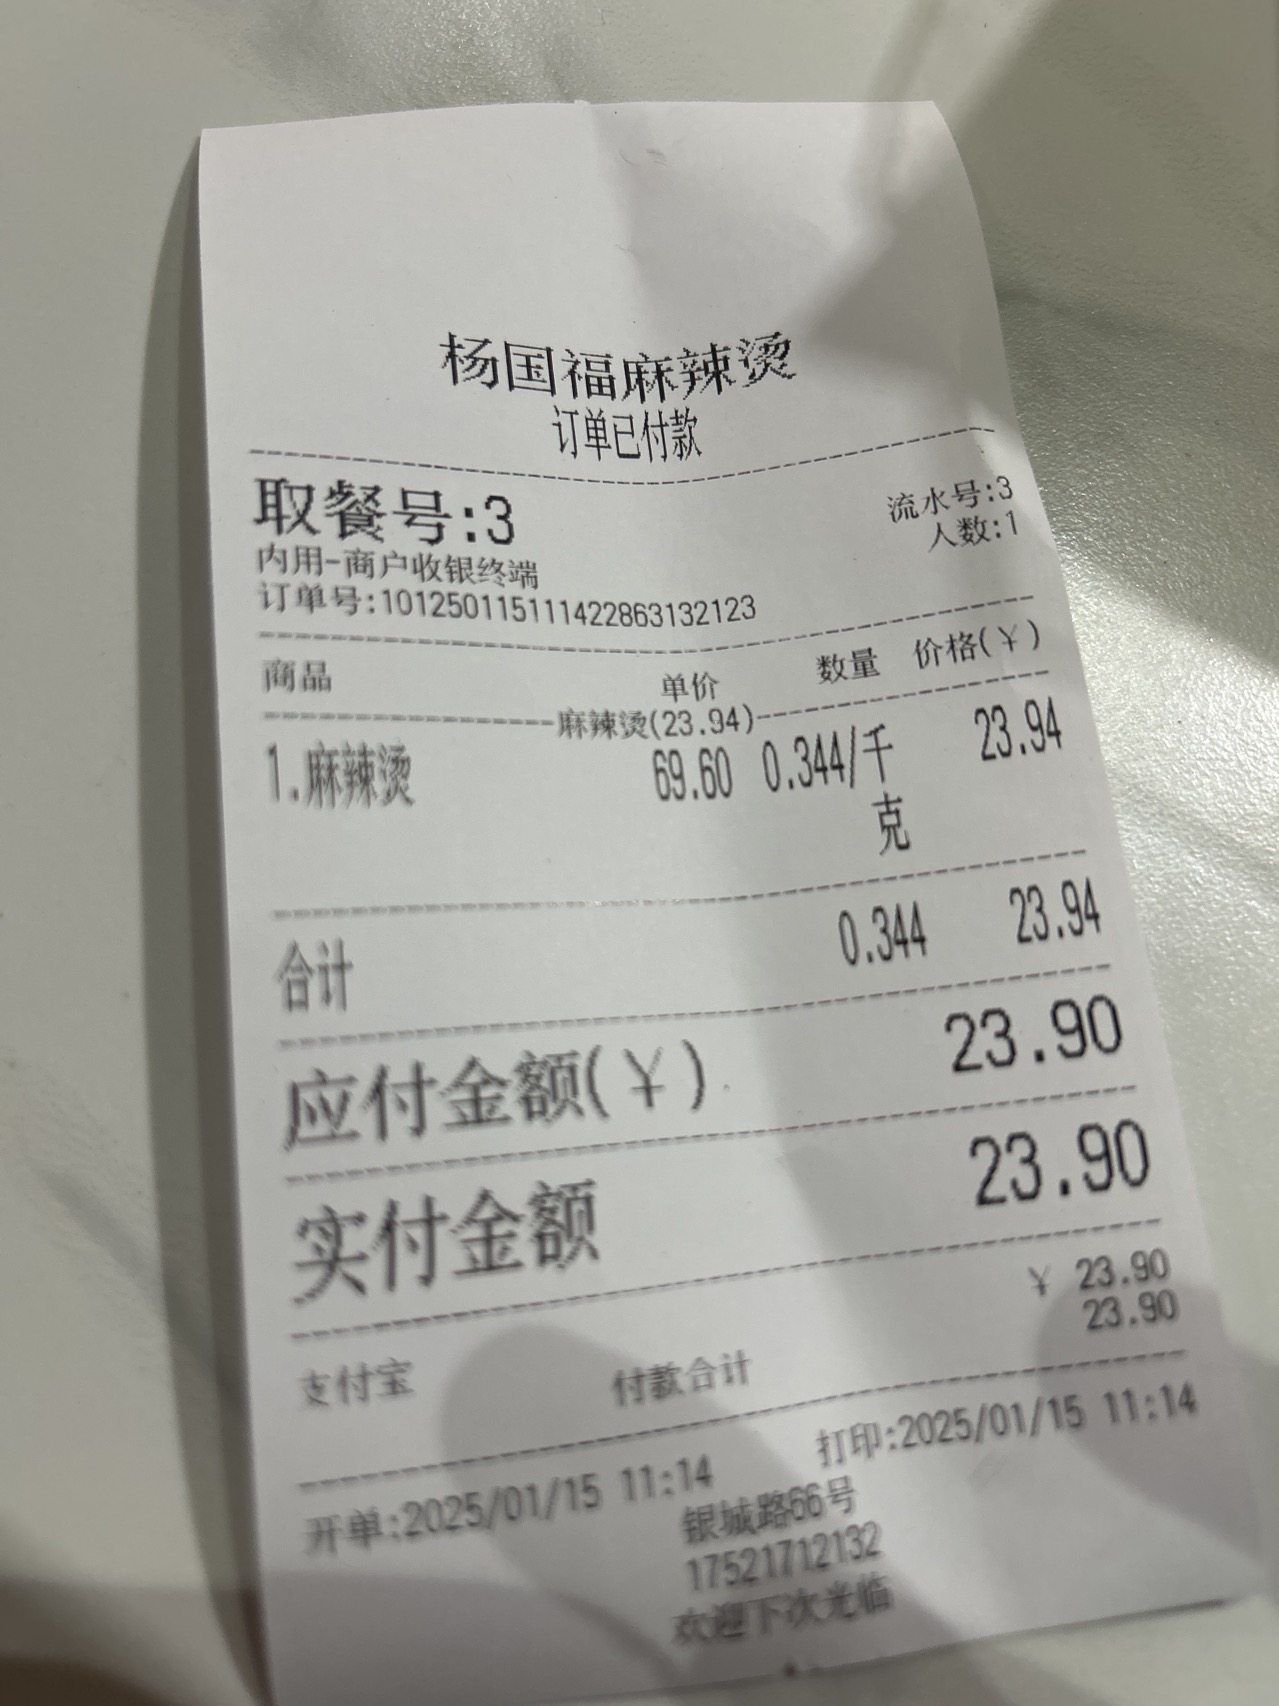 杨国福麻辣烫
订单已付款
取餐号:3
流水号:3
人数:1
内用-商户收银终端
订单号:101250115111422863132123
商品 单价 数量 价格(¥)
麻辣烫(23.94)
1.麻辣烫 69.60 0.344/千克 23.94
合计 0.344 23.94
应付金额(¥) 23.90
实付金额 23.90
¥ 23.90
支付宝 付款合计 23.90
开单:2025/01/15 11:14 打印:2025/01/15 11:14
银城路66号
17521712132
欢迎下次光临